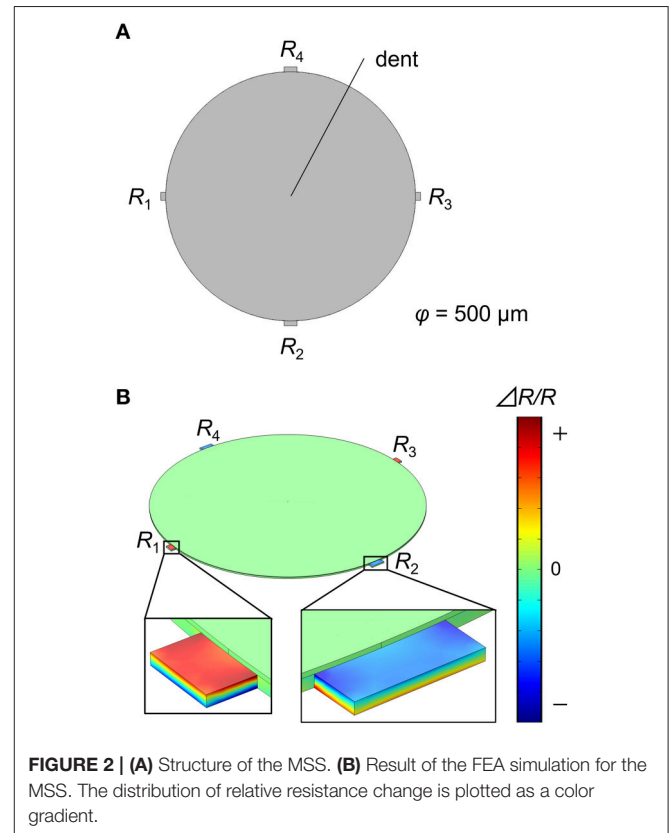 A
R4
dent
R1
R3
φ = 500 µm
R2
B
⊿R/R
R4
+
R3
R1
R2
0
−
FIGURE 2 | (A) Structure of the MSS. (B) Result of the FEA simulation for the
MSS. The distribution of relative resistance change is plotted as a color
gradient.